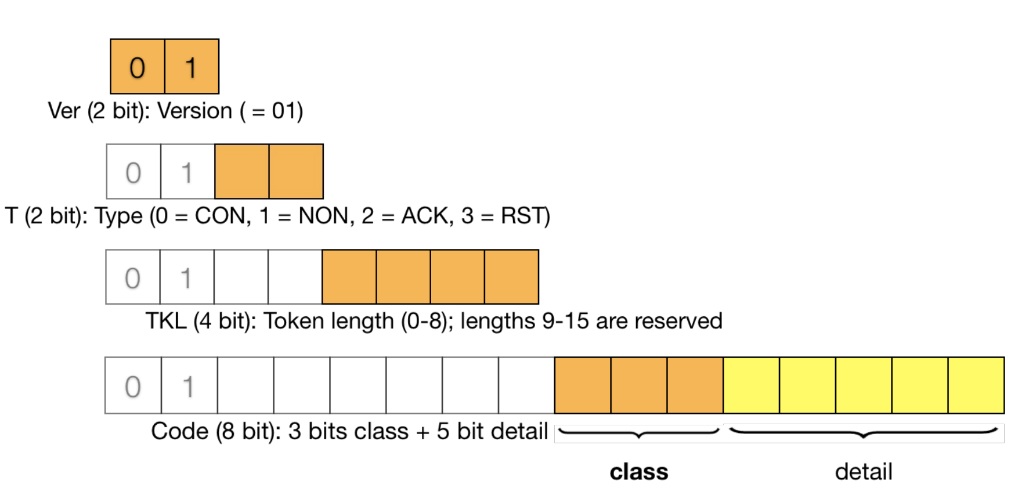 0 1
Ver (2 bit): Version ( = 01)
0 1
T (2 bit): Type (0 = CON, 1 = NON, 2 = ACK, 3 = RST)
0 1
TKL (4 bit): Token length (0-8); lengths 9-15 are reserved
0 1
Code (8 bit): 3 bits class + 5 bit detail
class detail